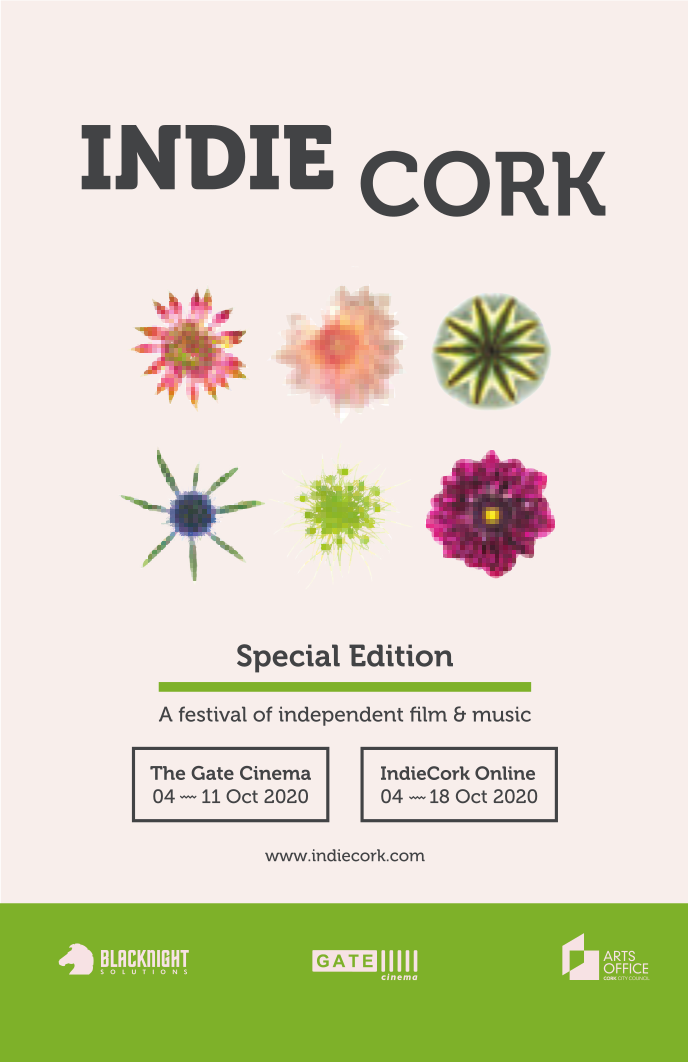 INDIE CORK
Special Edition
A festival of independent film & music
The Gate Cinema
04 — 11 Oct 2020
IndieCork Online
04 — 18 Oct 2020
www.indiecork.com
BLACKNIGHT
SOLUTIONS
GATE
cinema
ARTS
OFFICE
CORK CITY COUNCIL